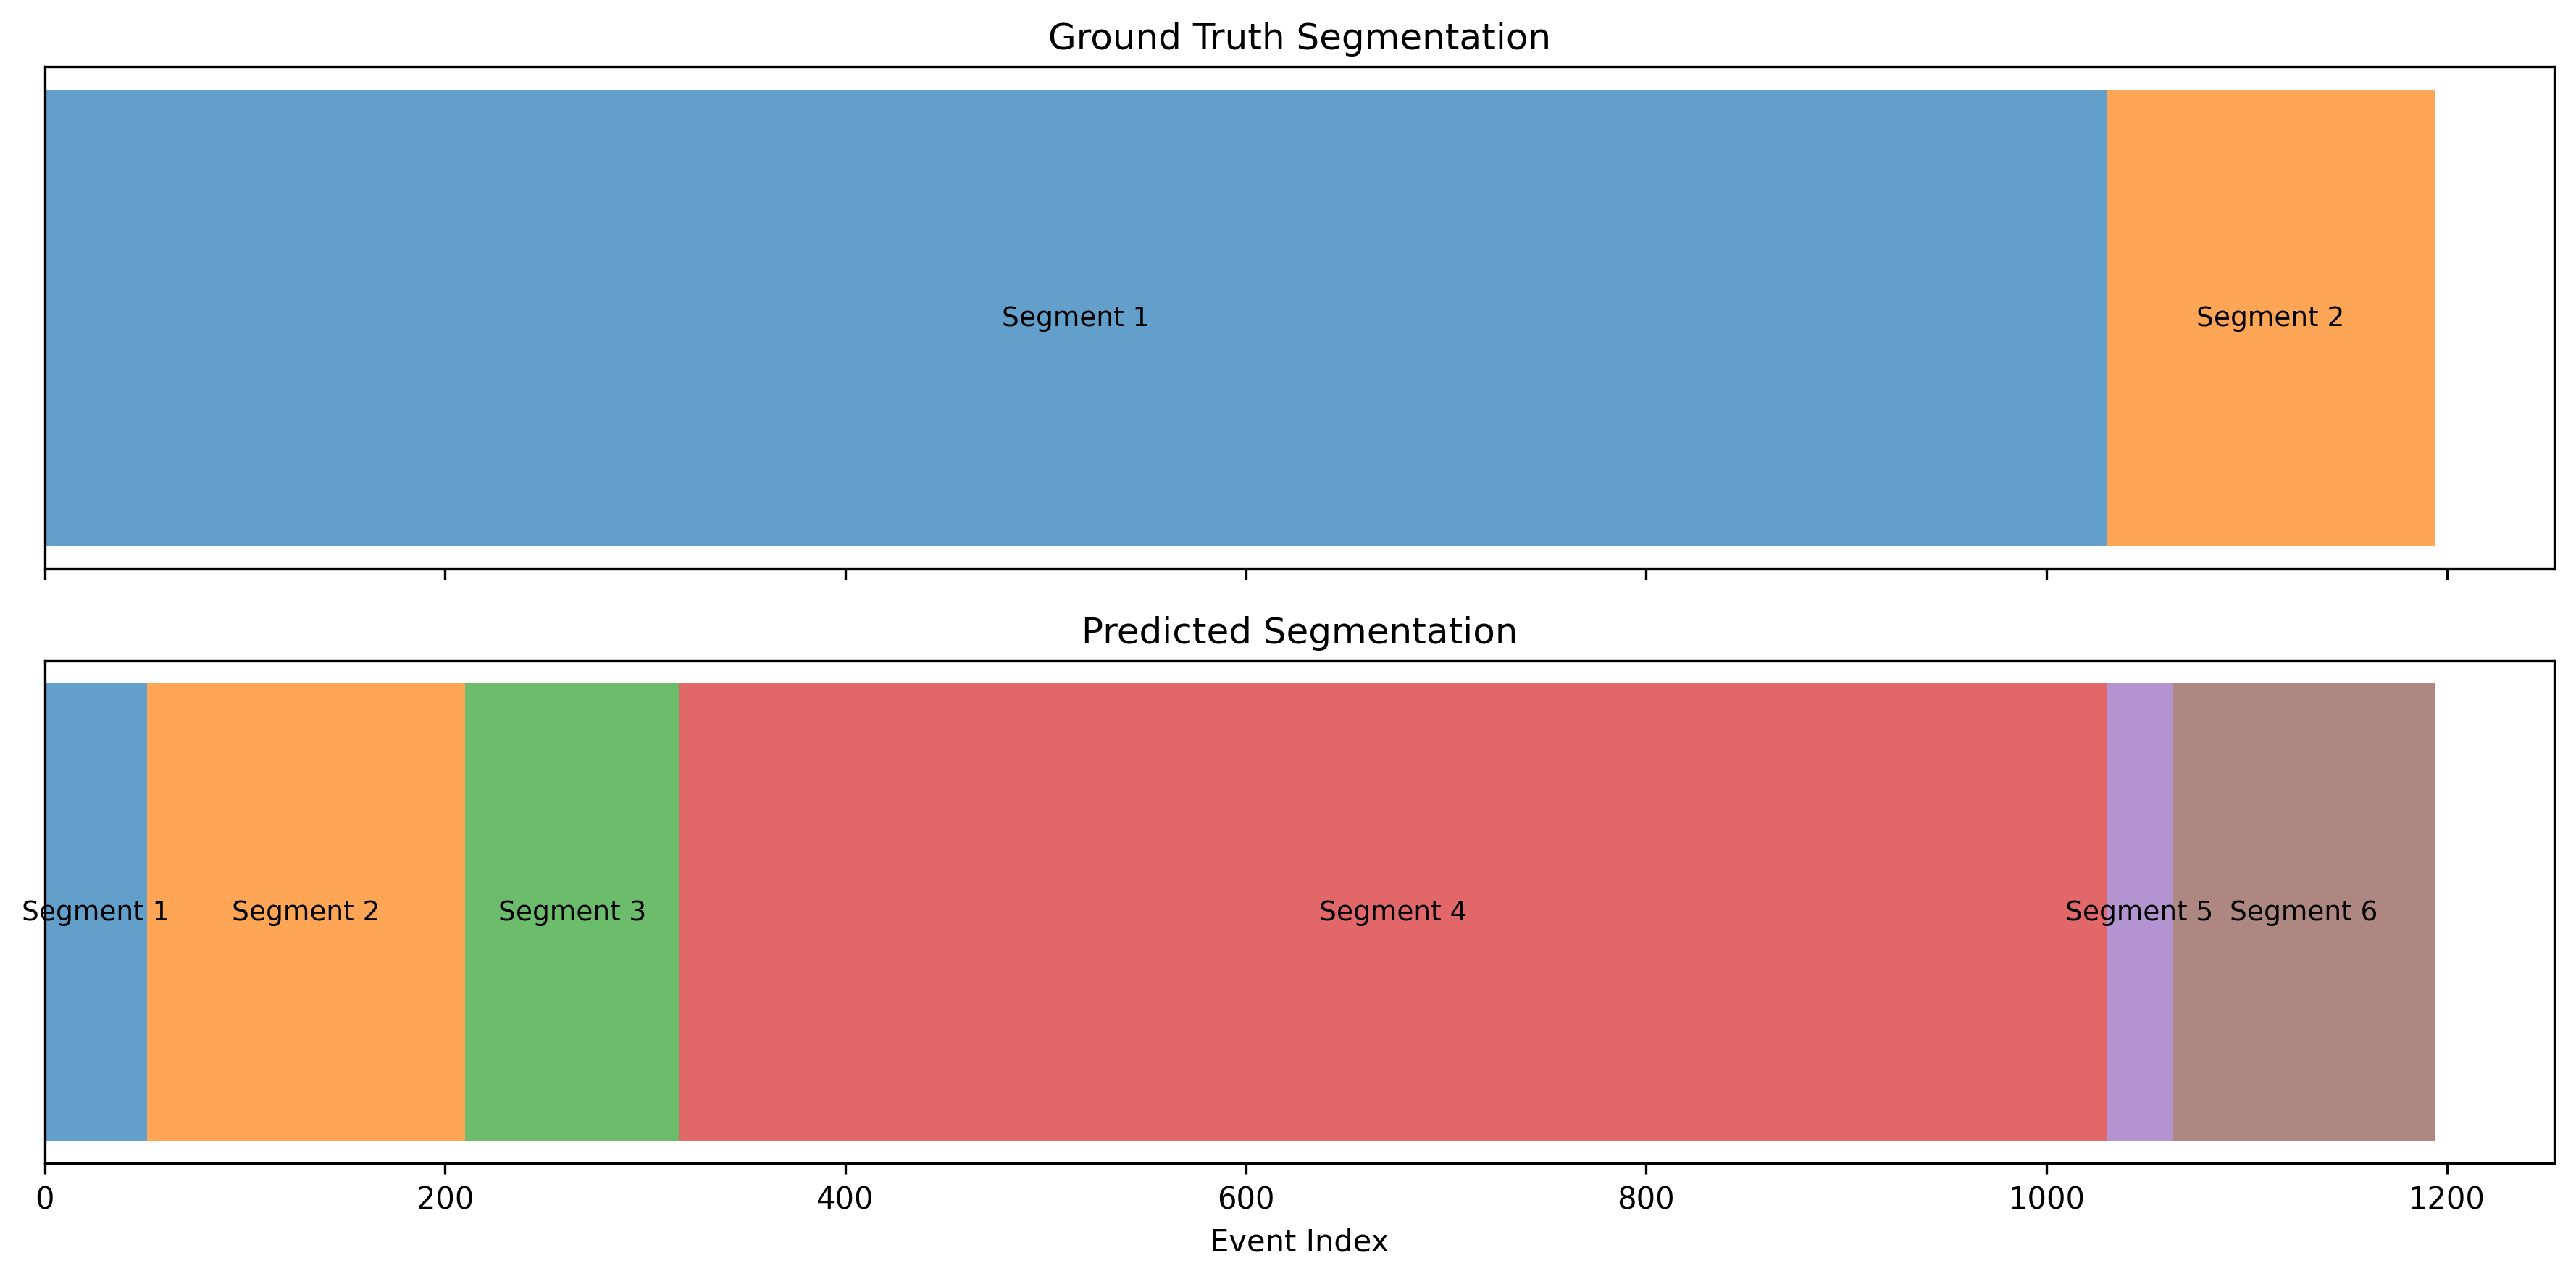 Ground Truth Segmentation
Segment 1 Segment 2
Predicted Segmentation
Segment 1 Segment 2 Segment 3 Segment 4 Segment 5 Segment 6
0 200 400 600 800 1000 1200
Event Index